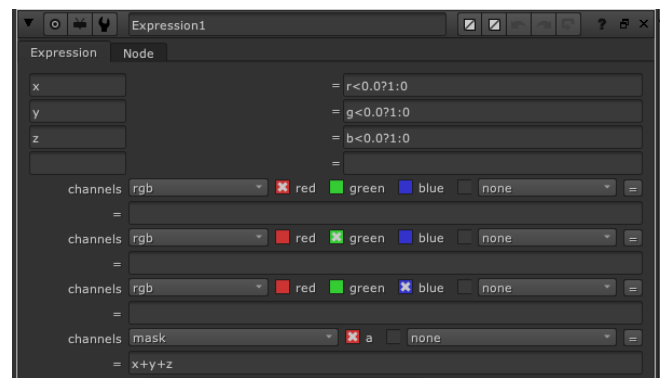 Expression1 ?
Expression Node
x = r<0.0?1:0
y = g<0.0?1:0
z = b<0.0?1:0
=
channels rgb red green blue none =
=
channels rgb red green blue none =
=
channels rgb red green blue none =
=
channels mask a none =
= x+y+z